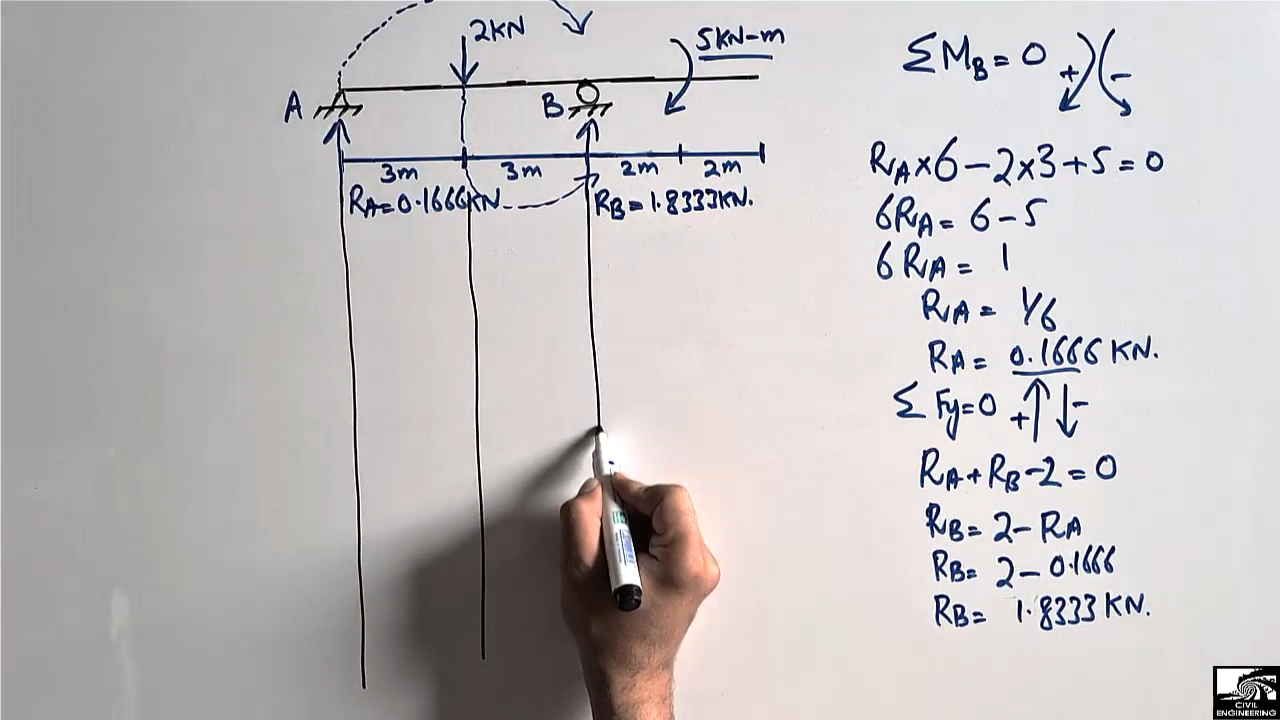 2KN
5KN-m
A
B
3m
3m
2m
2m
RA=0.1666KN
RB=1.8333KN.
ΣMB=0 +) (-
RA×6-2×3+5=0
6RA=6-5
6RA=1
RA=1/6
RA=0.1666 KN.
ΣFy=0 +↑↓-
RA+RB-2=0
RB=2-RA
RB=2-0.1666
RB=1.8333 KN.
CIVIL
ENGINEERING